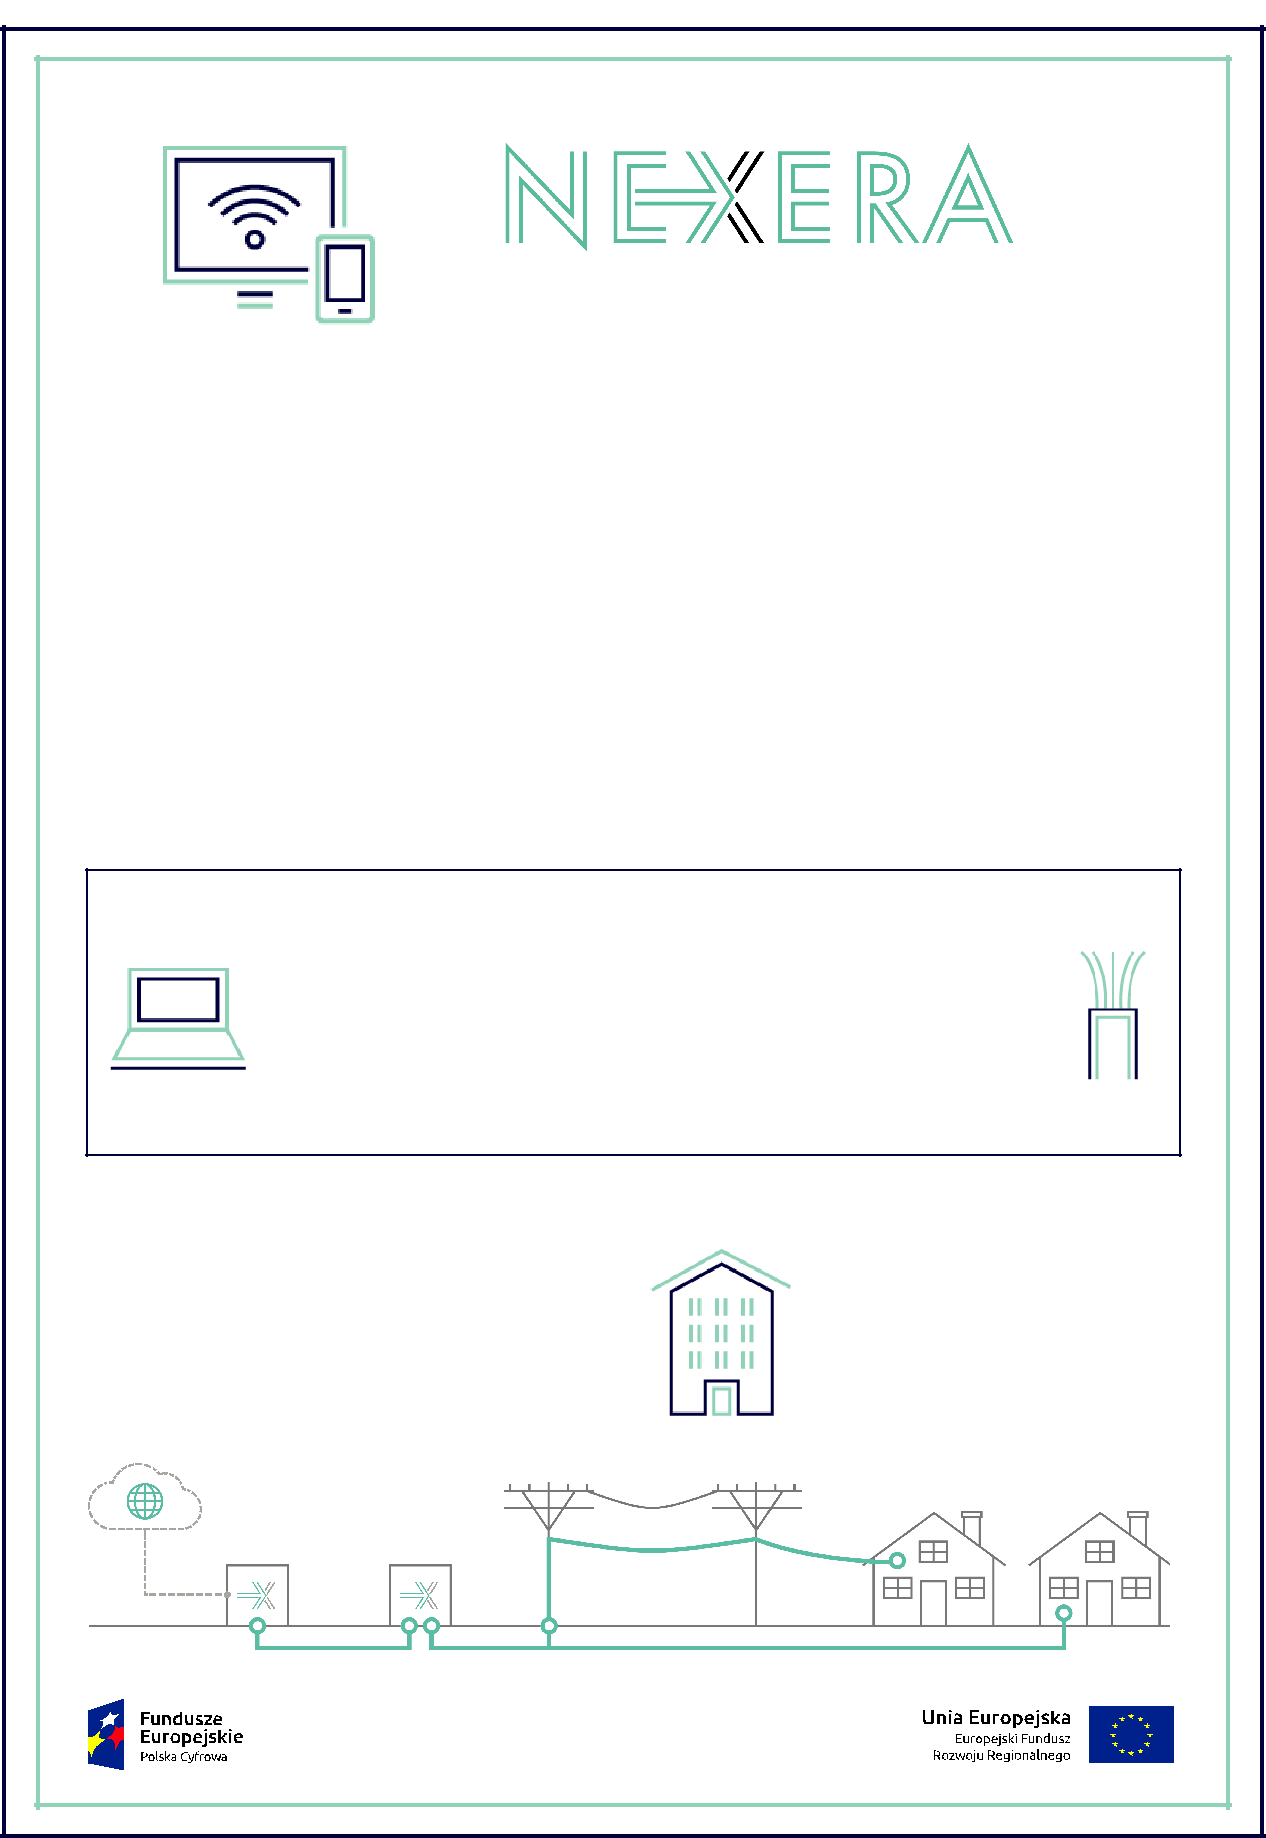 NEXERA
Fundusze
Europejskie
Polska Cyfrowa
Unia Europejska
Europejski Fundusz
Rozwoju Regionalnego